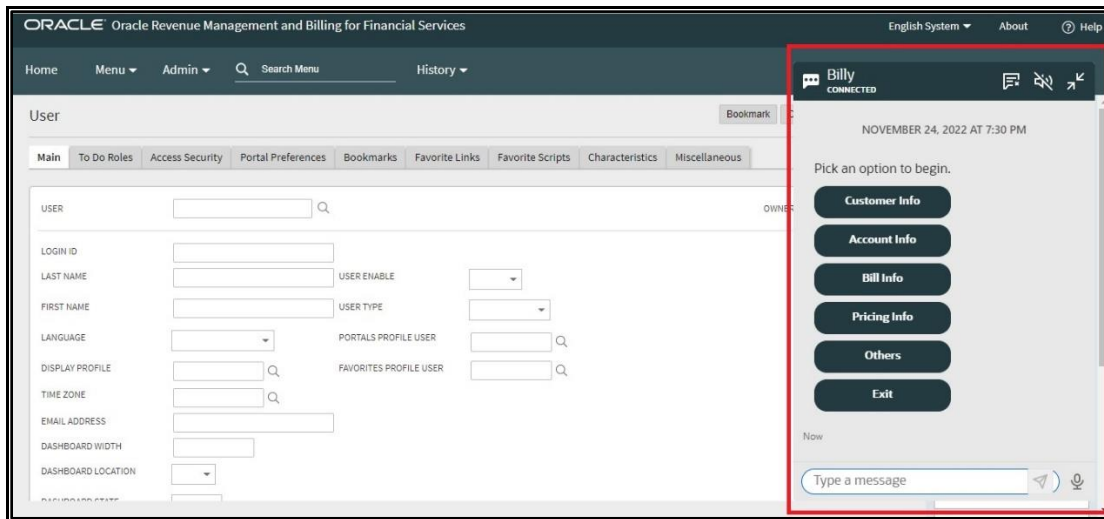 ORACLE Oracle Revenue Management and Billing for Financial Services English System About Help
Home Menu Admin Search Menu History
User Bookmark
Main To Do Roles Access Security Portal Preferences Bookmarks Favorite Links Favorite Scripts Characteristics Miscellaneous
USER OWNER
LOGIN ID
LAST NAME USER ENABLE
FIRST NAME USER TYPE
LANGUAGE PORTALS PROFILE USER
DISPLAY PROFILE FAVORITES PROFILE USER
TIME ZONE
EMAIL ADDRESS
DASHBOARD WIDTH
DASHBOARD LOCATION
Billy
CONNECTED
NOVEMBER 24, 2022 AT 7:30 PM
Pick an option to begin.
Customer Info
Account Info
Bill Info
Pricing Info
Others
Exit
Now
Type a message